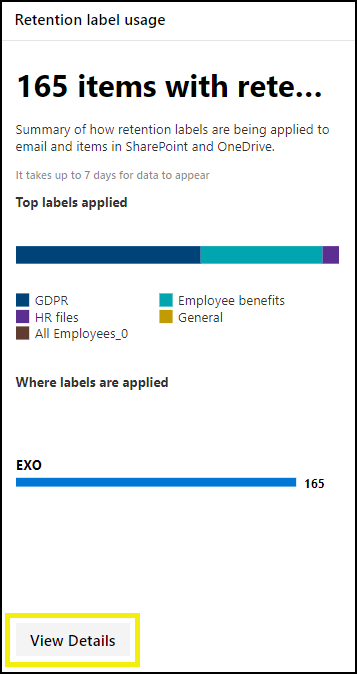 Retention label usage
165 items with rete...
Summary of how retention labels are being applied to
email and items in SharePoint and OneDrive.
It takes up to 7 days for data to appear
Top labels applied
GDPR
Employee benefits
HR files
General
All Employees_0
Where labels are applied
EXO
165
View Details